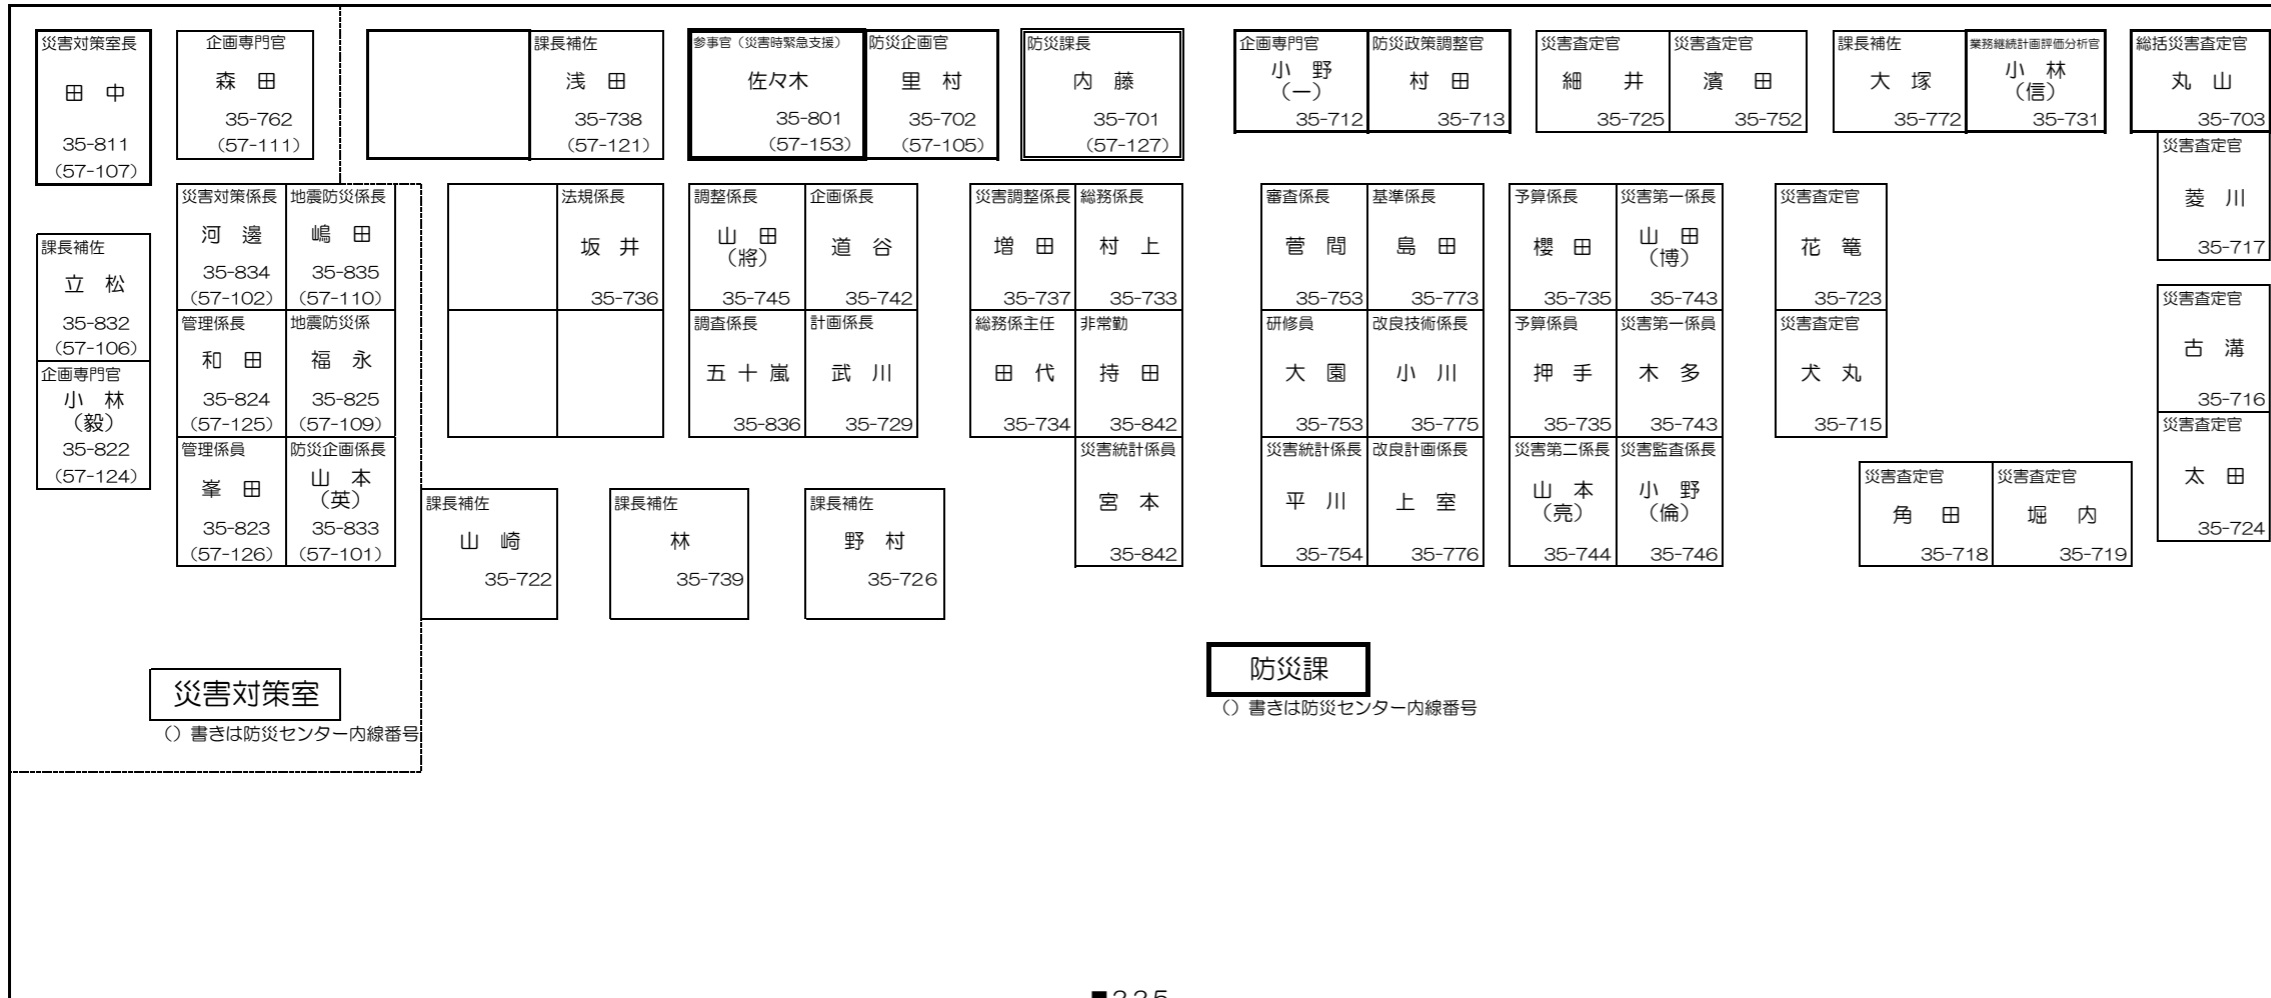 災害対策室長
田 中
35-811
(57-107)
企画専門官
森 田
35-762
(57-111)
課長補佐
浅 田
35-738
(57-121)
参事官（災害時緊急支援）
佐々木
35-801
(57-153)
防災企画官
里 村
35-702
(57-105)
防災課長
内 藤
35-701
(57-127)
企画専門官
小 野
(一)
35-712
防災政策調整官
村 田
35-713
災害査定官
細 井
35-725
災害査定官
濱 田
35-752
課長補佐
大 塚
35-772
業務継続計画評価分析官
小 林
(信)
35-731
総括災害査定官
丸 山
35-703
災害査定官
菱 川
35-717
災害査定官
古 溝
35-716
災害査定官
太 田
35-724
課長補佐
立 松
35-832
(57-106)
企画専門官
小 林
(毅)
35-822
(57-124)
災害対策係長
河 邊
35-834
(57-102)
地震防災係長
嶋 田
35-835
(57-110)
管理係長
和 田
35-824
(57-125)
地震防災係
福 永
35-825
(57-109)
管理係員
峯 田
35-823
(57-126)
防災企画係長
山 本
(英)
35-833
(57-101)
法規係長
坂 井
35-736
調整係長
山 田
(將)
35-745
企画係長
道 谷
35-742
調査係長
五十嵐
35-836
計画係長
武 川
35-729
災害調整係長
増 田
35-737
総務係長
村 上
35-733
総務係主任
田 代
35-734
非常勤
持 田
35-842
災害統計係員
宮 本
35-842
審査係長
菅 間
35-753
基準係長
島 田
35-773
研修員
大 園
35-753
改良技術係長
小 川
35-775
災害統計係長
平 川
35-754
改良計画係長
上 室
35-776
予算係長
櫻 田
35-735
災害第一係長
山 田
(博)
35-743
予算係員
押 手
35-735
災害第一係員
木 多
35-743
災害第二係長
山 本
(亮)
35-744
災害監査係長
小 野
(倫)
35-746
災害査定官
花 篭
35-723
災害査定官
犬 丸
35-715
災害査定官
角 田
35-718
災害査定官
堀 内
35-719
課長補佐
山 崎
35-722
課長補佐
林
35-739
課長補佐
野 村
35-726
災害対策室
（）書きは防災センター内線番号
防災課
（）書きは防災センター内線番号